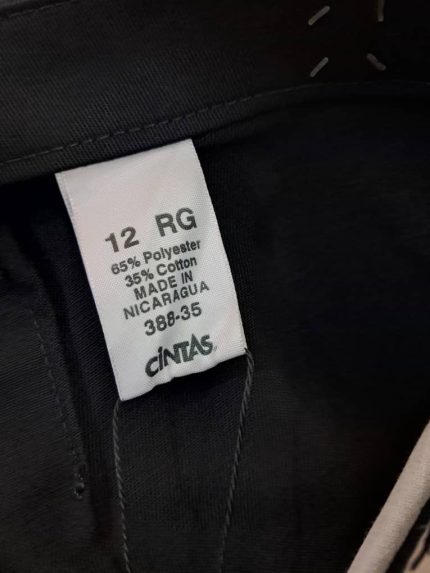 12 RG
65% Polyester
35% Cotton
MADE IN
NICARAGUA
388-35
CINTAS